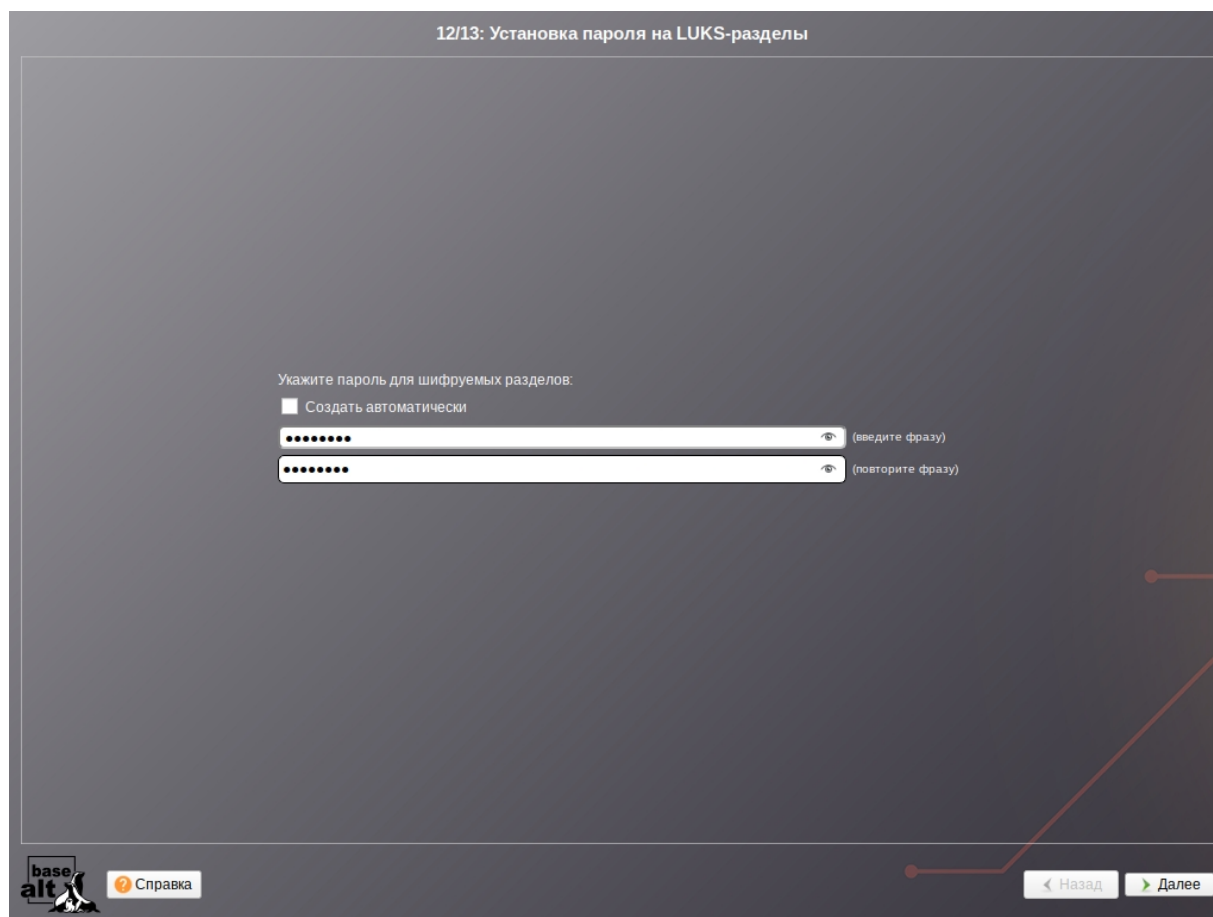 12/13: Установка пароля на LUKS-разделы
Укажите пароль для шифруемых разделов:
Создать автоматически
•••••••• (введите фразу)
•••••••• (повторите фразу)
base
alt
Справка
Назад
Далее